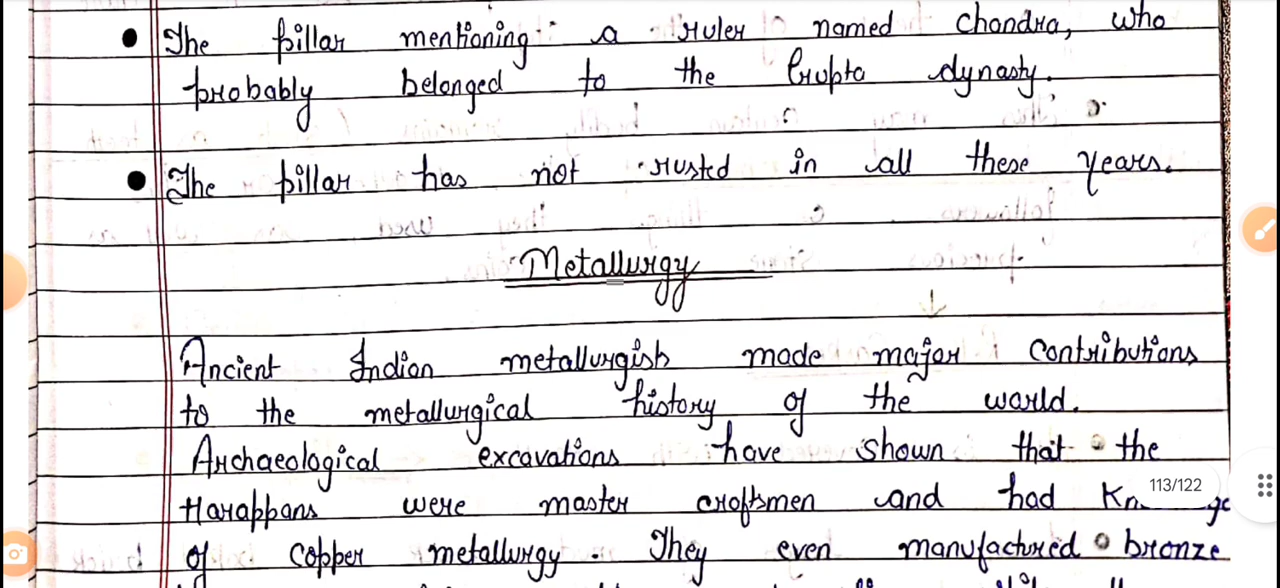 The pillar mentioning a ruler named Chandra, who
probably belonged to the Gupta dynasty.
The pillar has not rusted in all these years.
Metallurgy
Ancient Indian metallurgists made major contributions
to the metallurgical history of the world.
Archaeological excavations have shown that the
Harappans were master craftsmen and had
113/122
of copper metallurgy. They even manufactured bronze